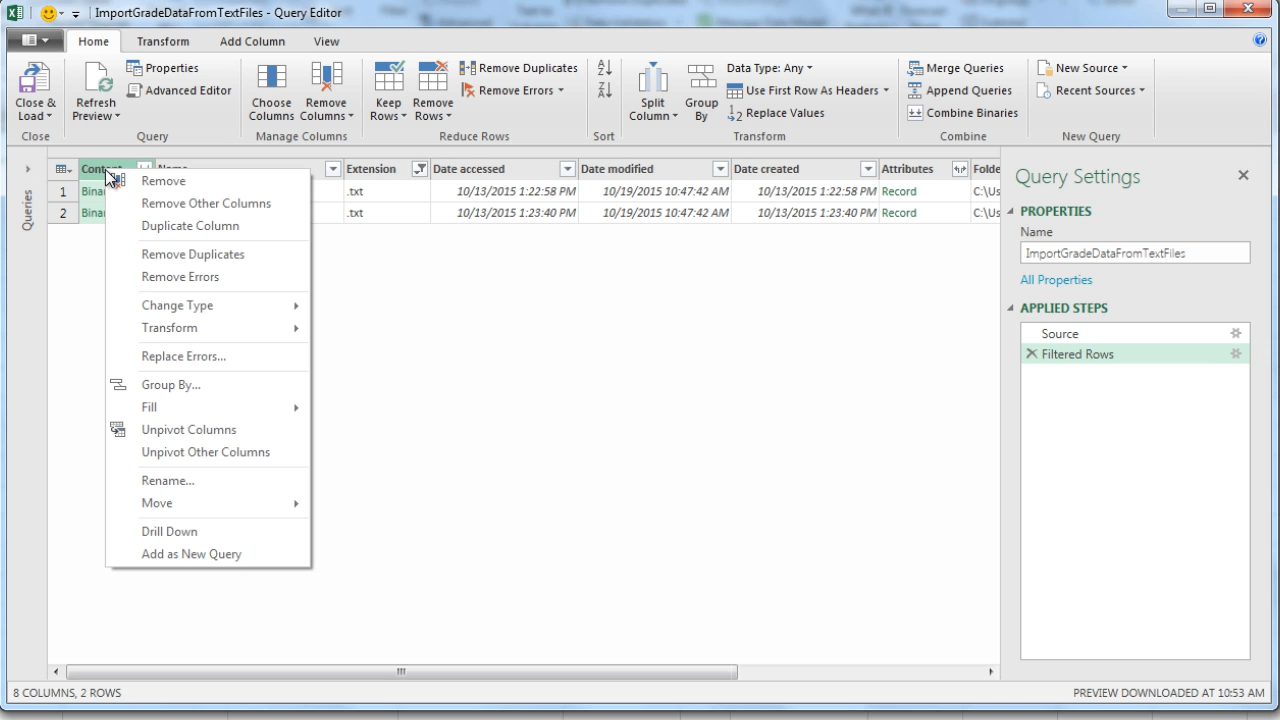 ImportGradeDataFromTextFiles - Query Editor
Home Transform Add Column View
Close & Load
Refresh Preview
Properties
Advanced Editor
Choose Columns
Remove Columns
Keep Rows
Remove Rows
Remove Duplicates
Remove Errors
Split Column
Group By
Data Type: Any
Use First Row As Headers
Replace Values
Merge Queries
Append Queries
Combine Binaries
New Source
Recent Sources
Close Query Manage Columns Reduce Rows Sort Transform Combine New Query
Extension Date accessed Date modified Date created Attributes Folde
1 Bina .txt 10/13/2015 1:22:58 PM 10/19/2015 10:47:42 AM 10/13/2015 1:22:58 PM Record C:\Us
2 Bina .txt 10/13/2015 1:23:40 PM 10/19/2015 10:47:42 AM 10/13/2015 1:23:40 PM Record C:\Us
Queries
Remove
Remove Other Columns
Duplicate Column
Remove Duplicates
Remove Errors
Change Type
Transform
Replace Errors...
Group By...
Fill
Unpivot Columns
Unpivot Other Columns
Rename...
Move
Drill Down
Add as New Query
Query Settings
PROPERTIES
Name
ImportGradeDataFromTextFiles
All Properties
APPLIED STEPS
Source
Filtered Rows
8 COLUMNS, 2 ROWS
PREVIEW DOWNLOADED AT 10:53 AM